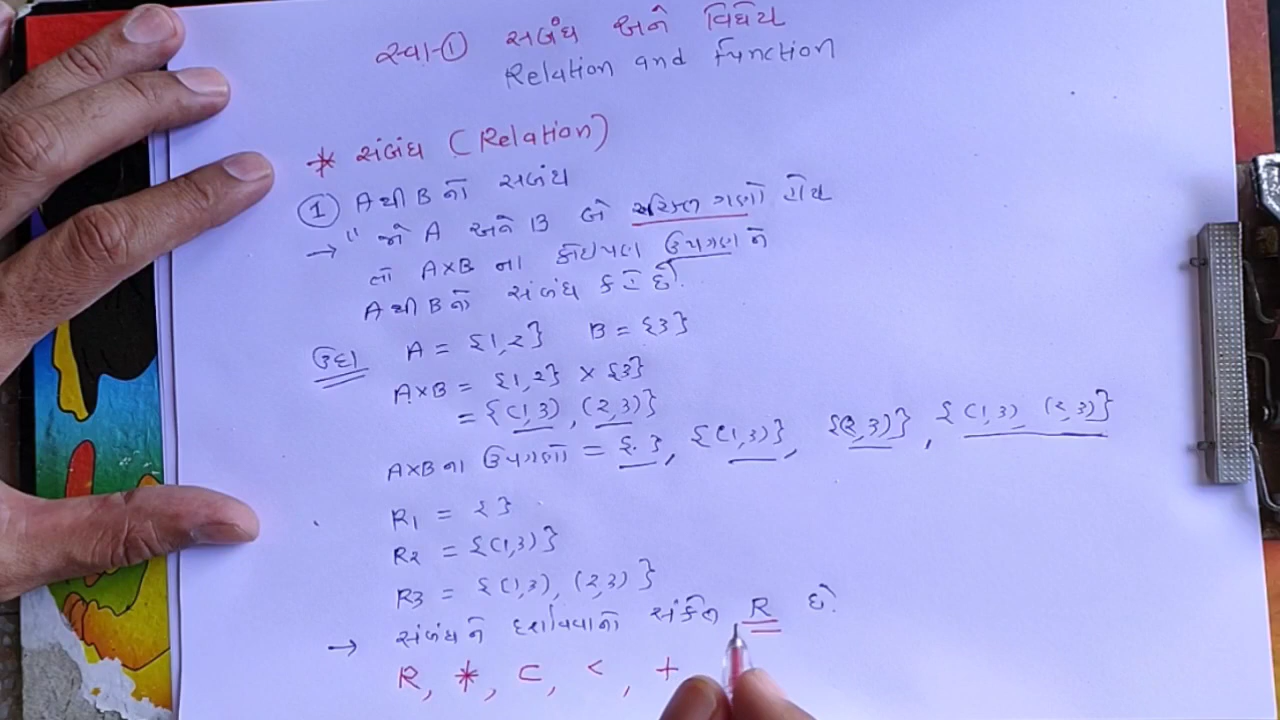 સ્વા-① સબંધ અને વિધેય
Relation and function
* સંબંધ (Relation)
① A થી B નો સબંધ
→ " જો A અને B બે અરિક્ત ગણો હોય
તો A×B ના કોઇપણ ઉપગણ ને
A થી B નો સંબંધ કહે છે.
ઉદા A = {1,2} B = {3}
A×B = {1,2} × {3}
= {(1,3), (2,3)}
A×B ના ઉપગણો = { }, {(1,3)}, {(2,3)}, {(1,3) (2,3)}
R1 = { }
R2 = {(1,3)}
R3 = {(1,3), (2,3)}
→ સંબંધ ને દર્શાવવાનો સંકેત R છે.
R, *, C, <, +